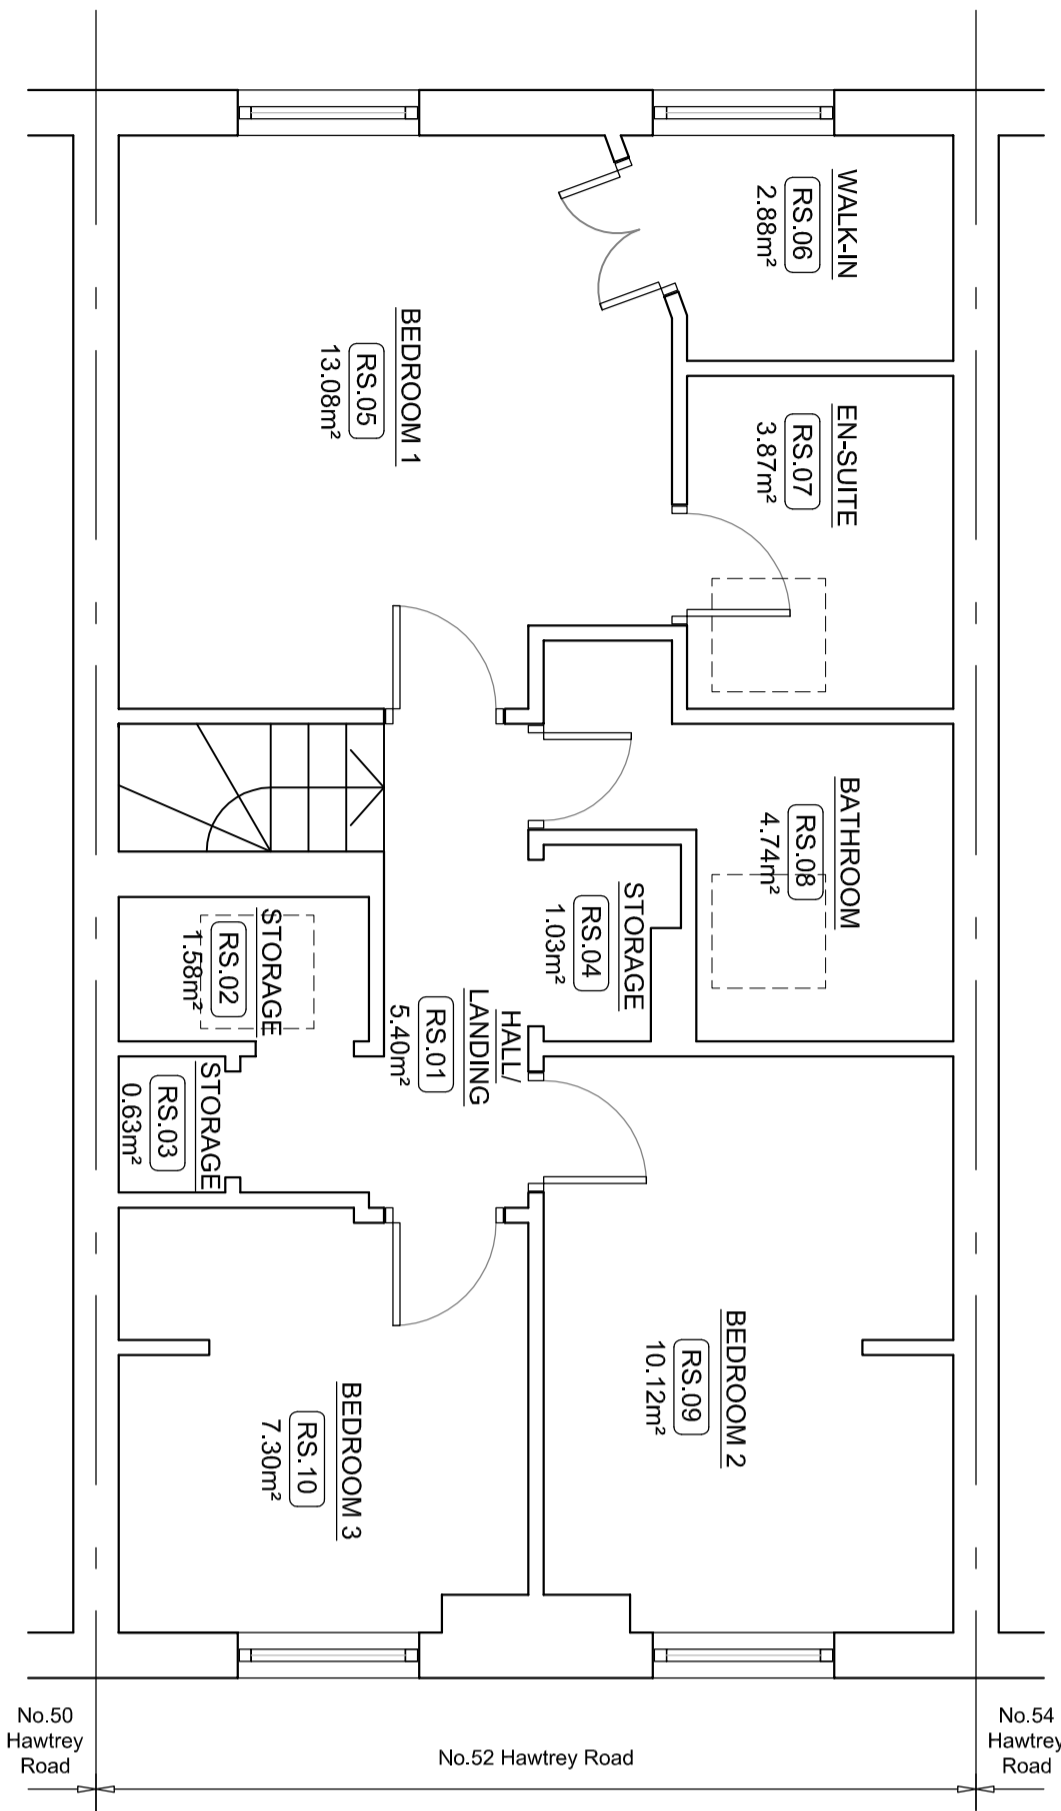 WALK-IN
RS.06
2.88m²
BEDROOM 1
RS.05
13.08m²
EN-SUITE
RS.07
3.87m²
BATHROOM
RS.08
4.74m²
STORAGE
RS.04
1.03m²
STORAGE
RS.02
1.58m²
HALL/
LANDING
RS.01
5.40m²
STORAGE
RS.03
0.63m²
BEDROOM 2
RS.09
10.12m²
BEDROOM 3
RS.10
7.30m²
No.50
Hawtrey
Road
No.52 Hawtrey Road
No.54
Hawtrey
Road